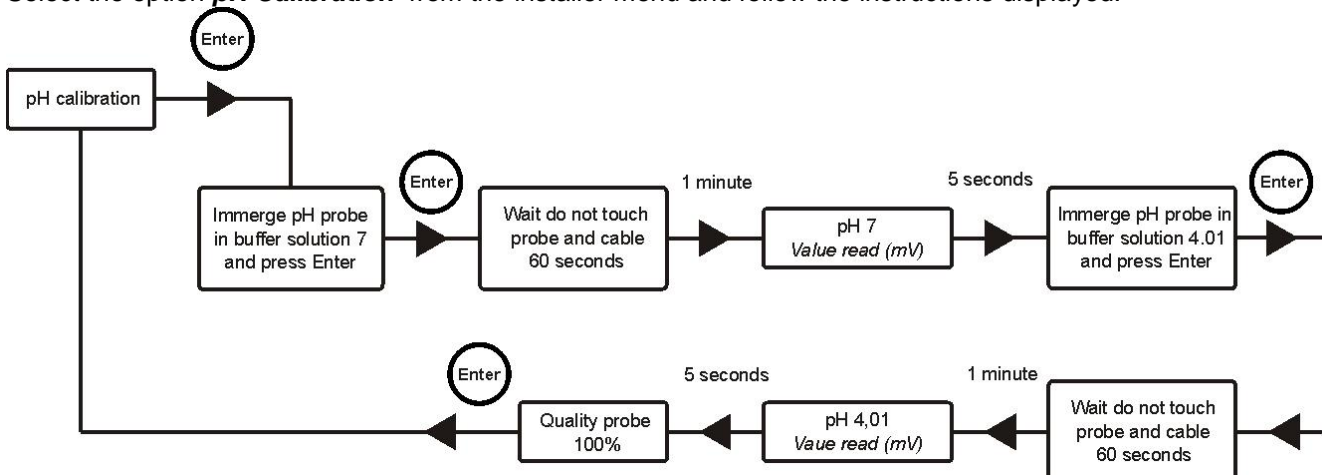 Select the option pH Calibration from the installer menu and follow the instructions displayed.
Enter
pH calibration
Immerge pH probe
in buffer solution 7
and press Enter
Enter
Wait do not touch
probe and cable
60 seconds
1 minute
pH 7
Value read (mV)
5 seconds
Immerge pH probe in
buffer solution 4.01
and press Enter
Enter
Wait do not touch
probe and cable
60 seconds
1 minute
pH 4,01
Vaue read (mV)
5 seconds
Quality probe
100%
Enter